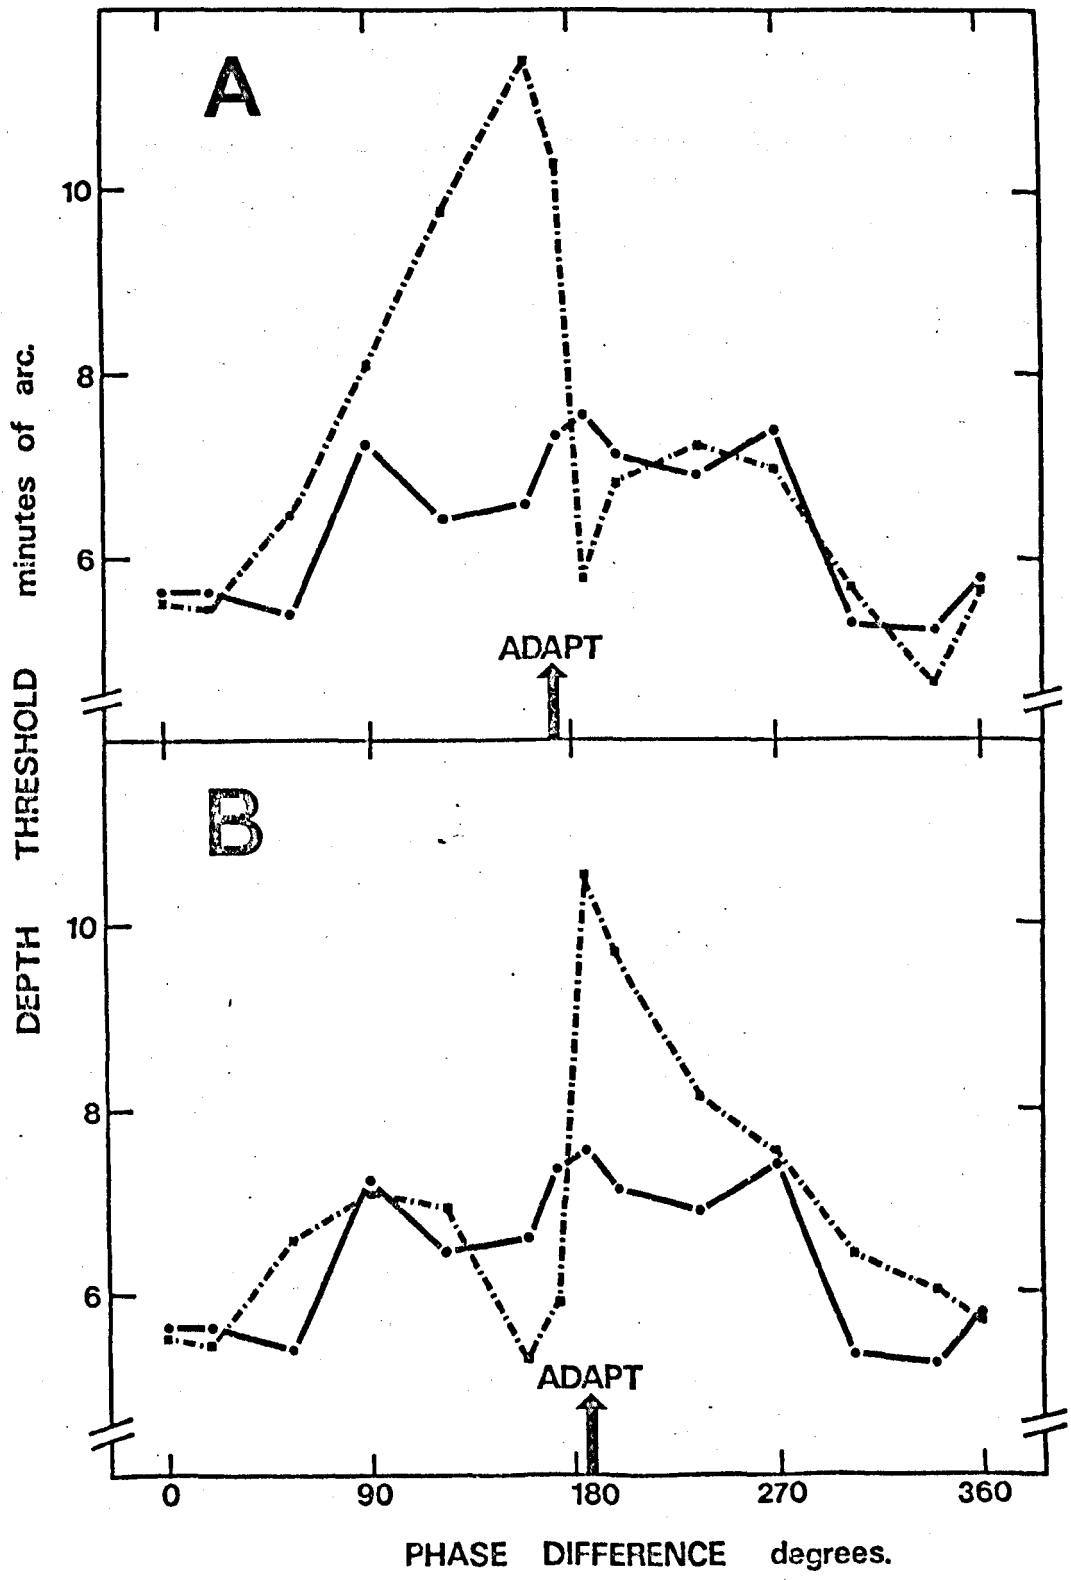 A
10
8
6
ADAPT
DEPTH THRESHOLD minutes of arc.
B
10
8
6
ADAPT
0 90 180 270 360
PHASE DIFFERENCE degrees.